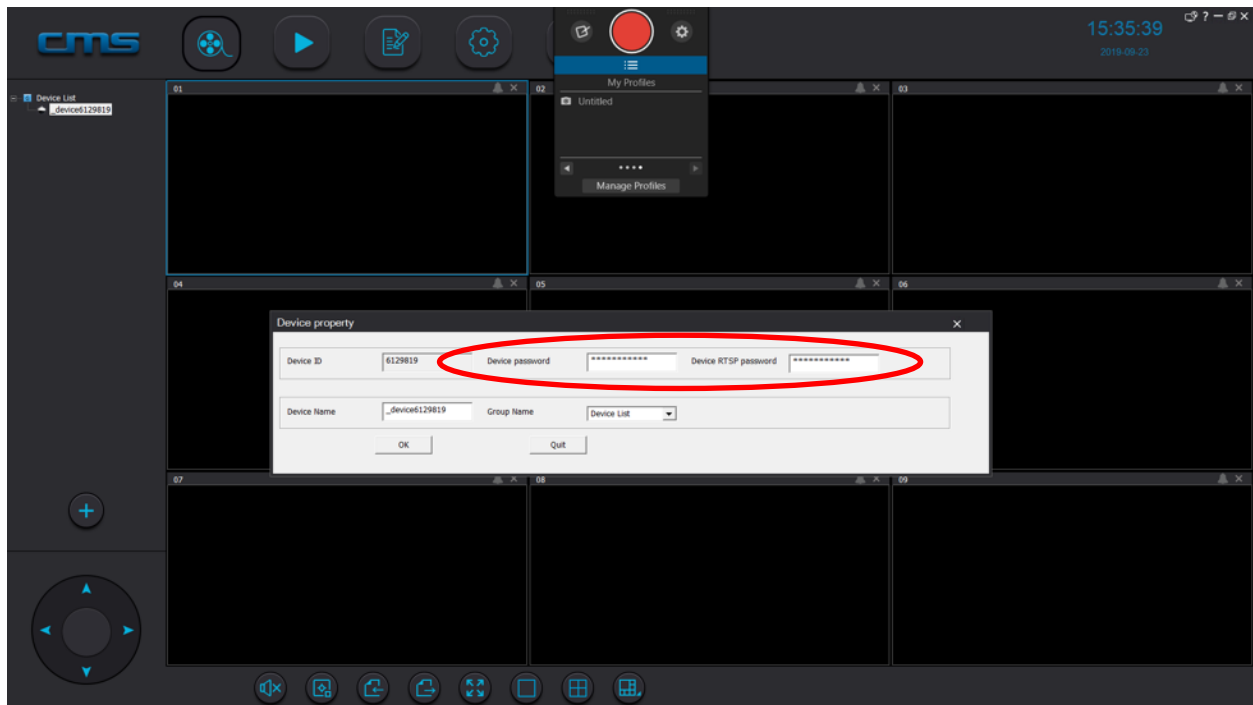 cms
15:35:39
2019-09-23
My Profiles
Untitled
Manage Profiles
Device List
_device6129819
01
02
03
04
05
06
Device property
Device ID 6129819 Device password *********** Device RTSP password ***********
Device Name _device6129819 Group Name Device List
OK Quit
07
08
09